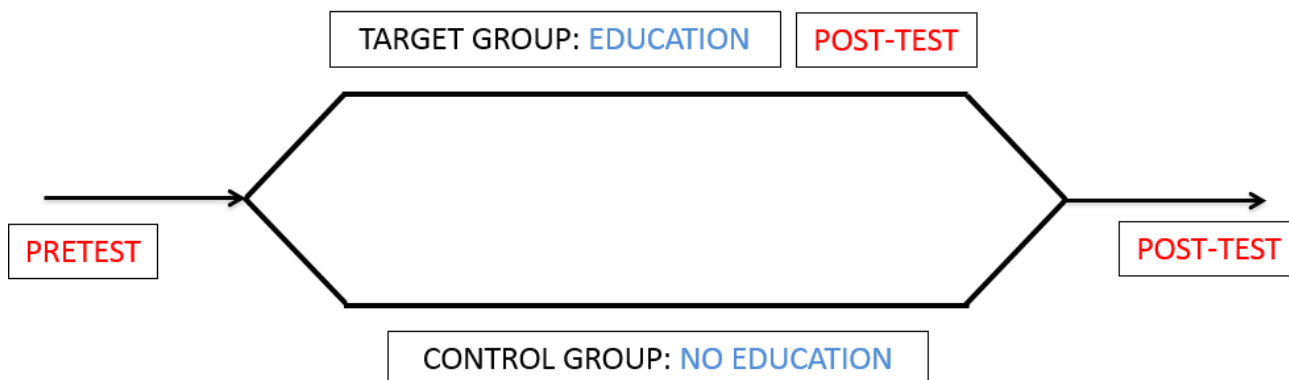 TARGET GROUP: EDUCATION
POST-TEST
PRETEST
POST-TEST
CONTROL GROUP: NO EDUCATION